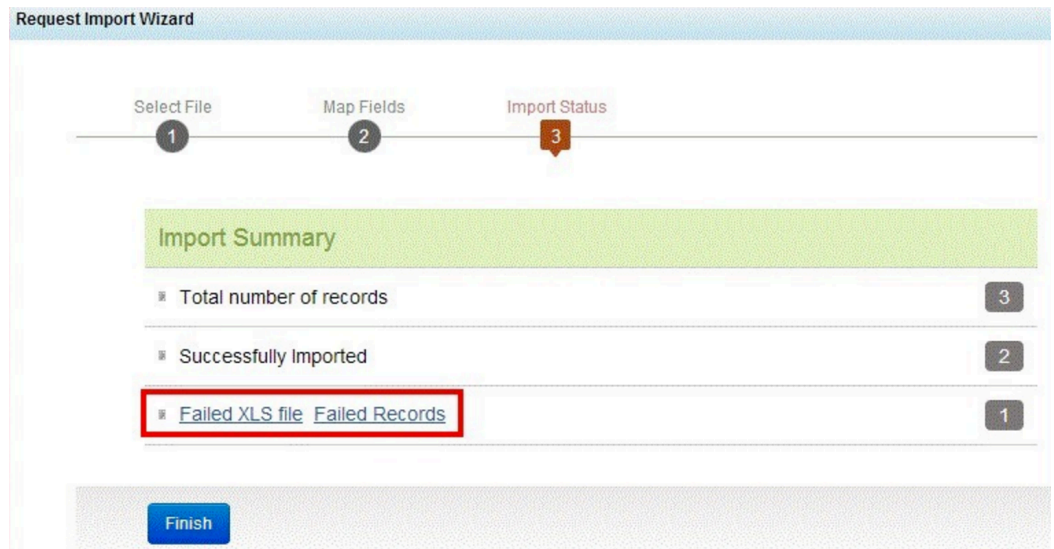 Request Import Wizard
Select File Map Fields Import Status
1 2 3
Import Summary
Total number of records 3
Successfully Imported 2
Failed XLS file Failed Records 1
Finish